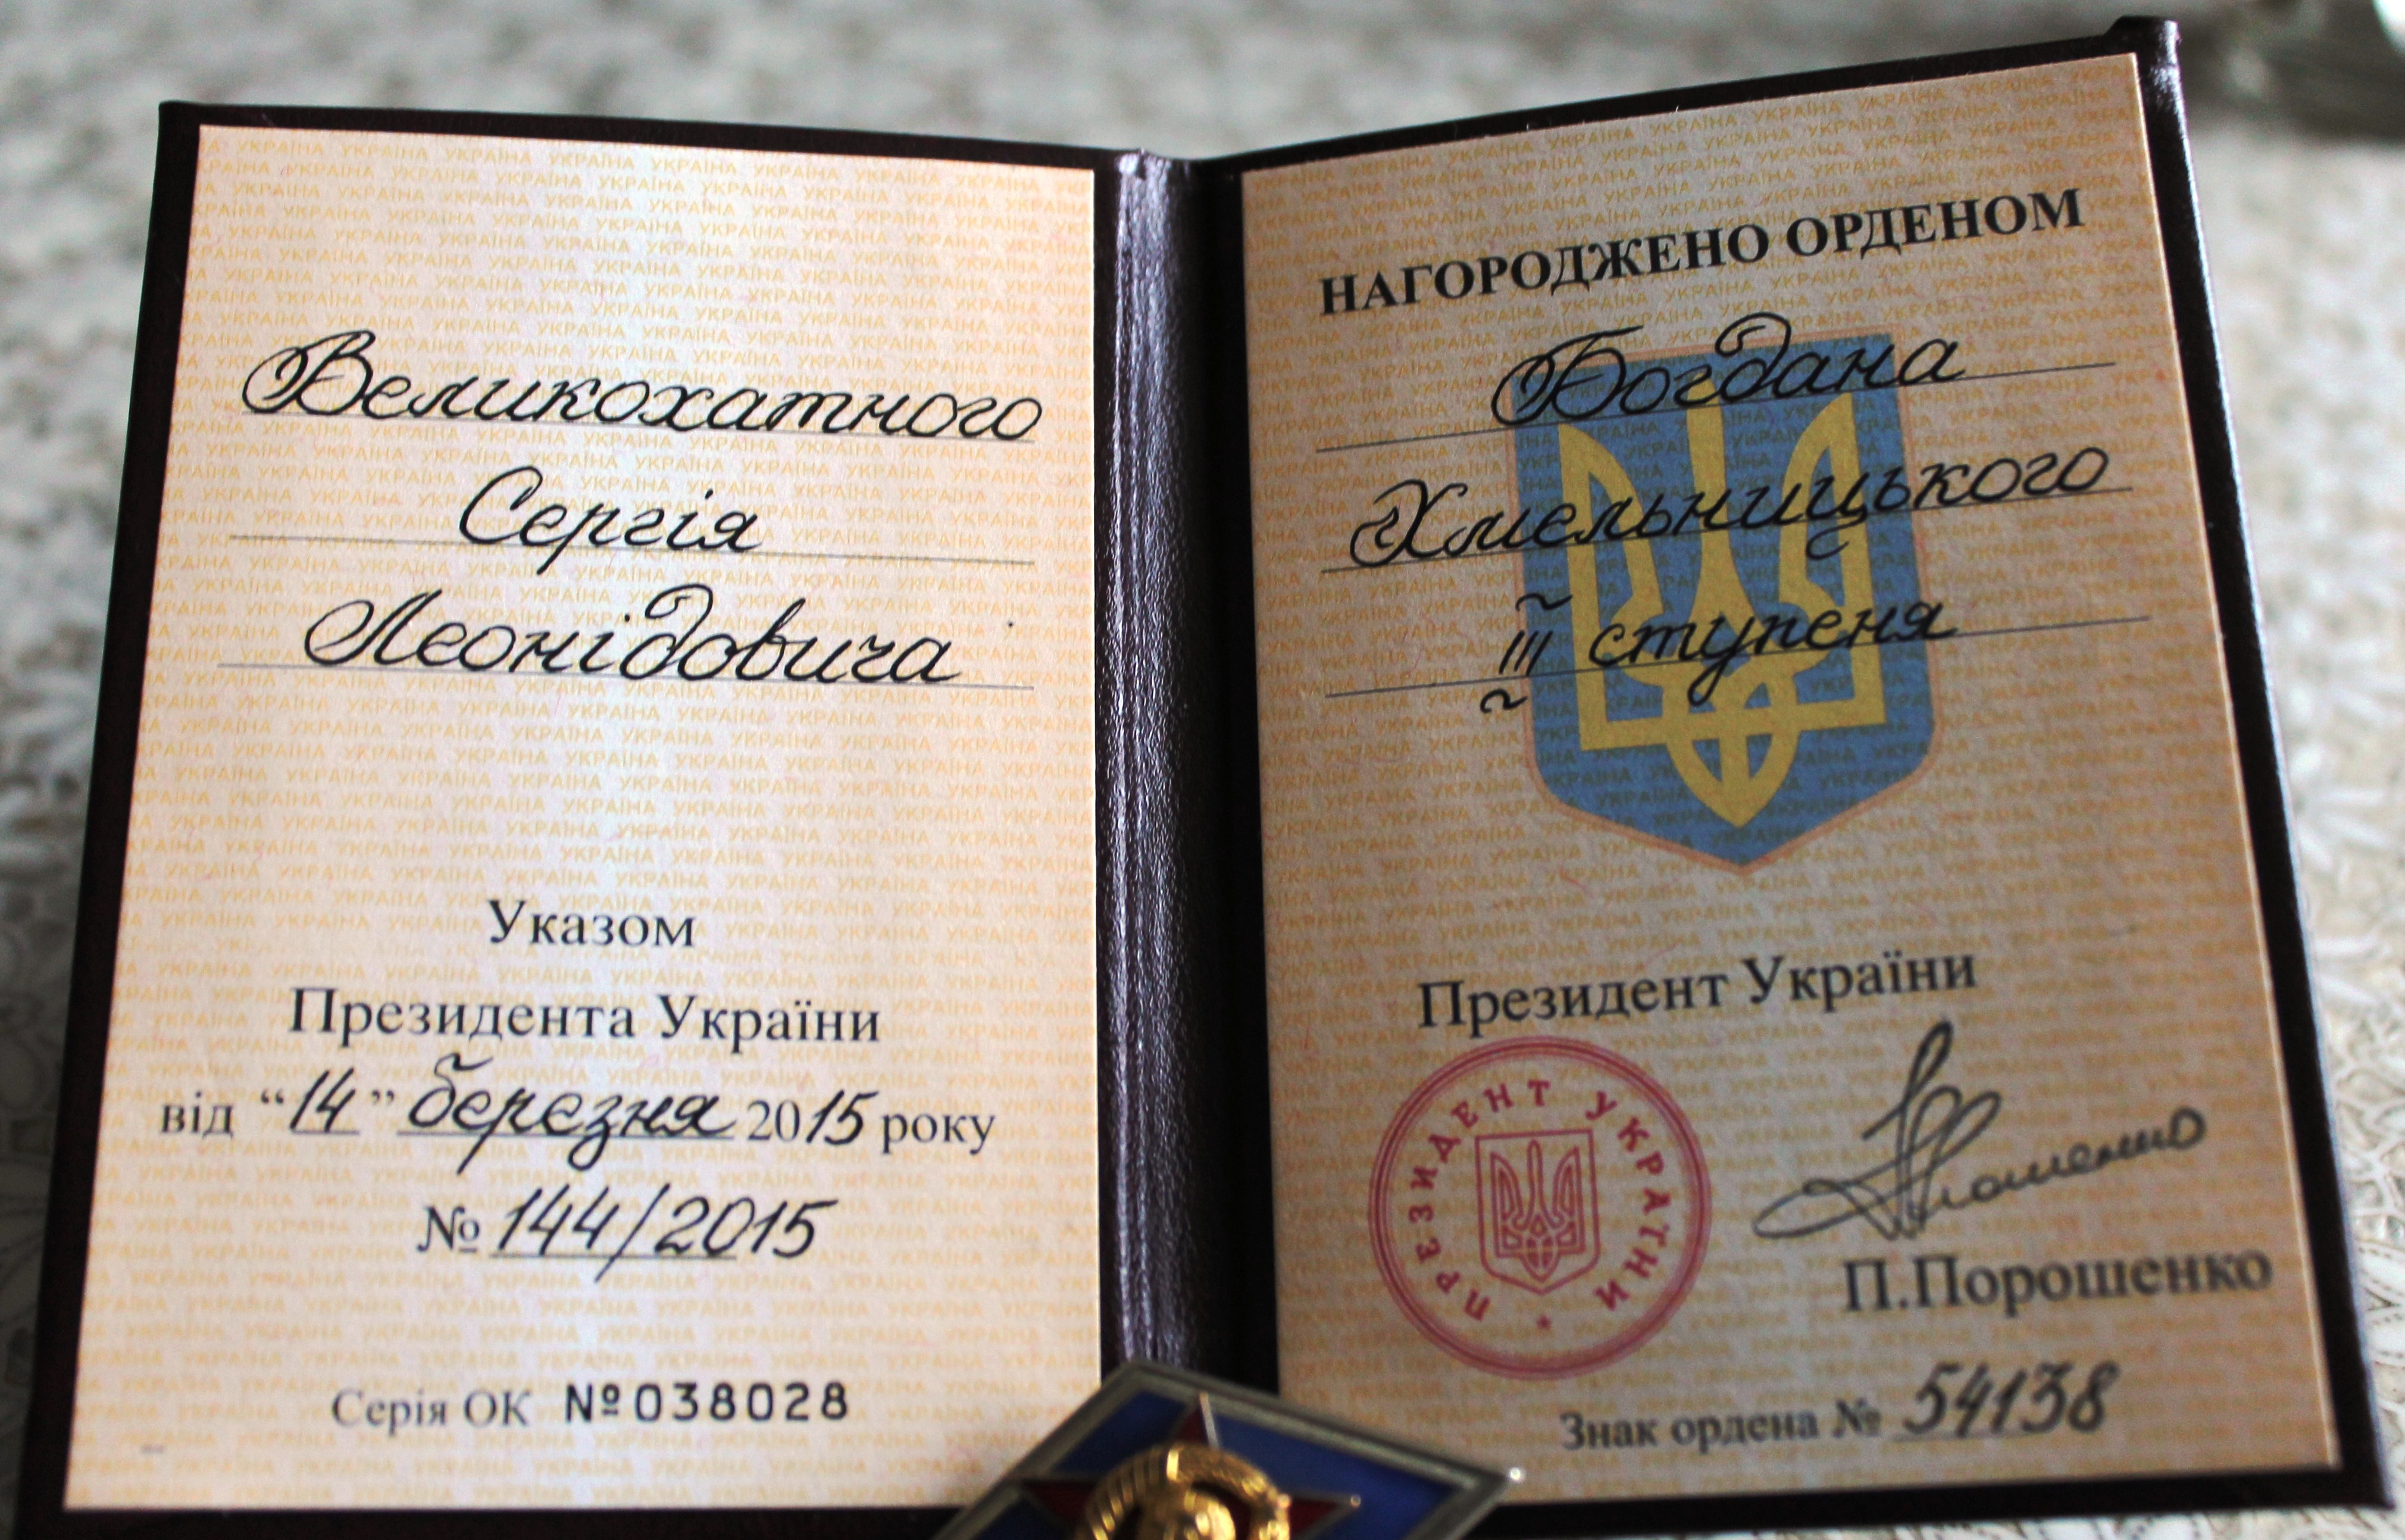 Великохатного
Сергія
Леонідовича
Указом
Президента України
від “14” березня 2015 року
№ 144/2015
Серія ОК №038028
НАГОРОДЖЕНО ОРДЕНОМ
Богдана
Хмельницького
III ступеня
Президент України
ПРЕЗИДЕНТ УКРАЇНИ
П.Порошенко
Знак ордена № 54138